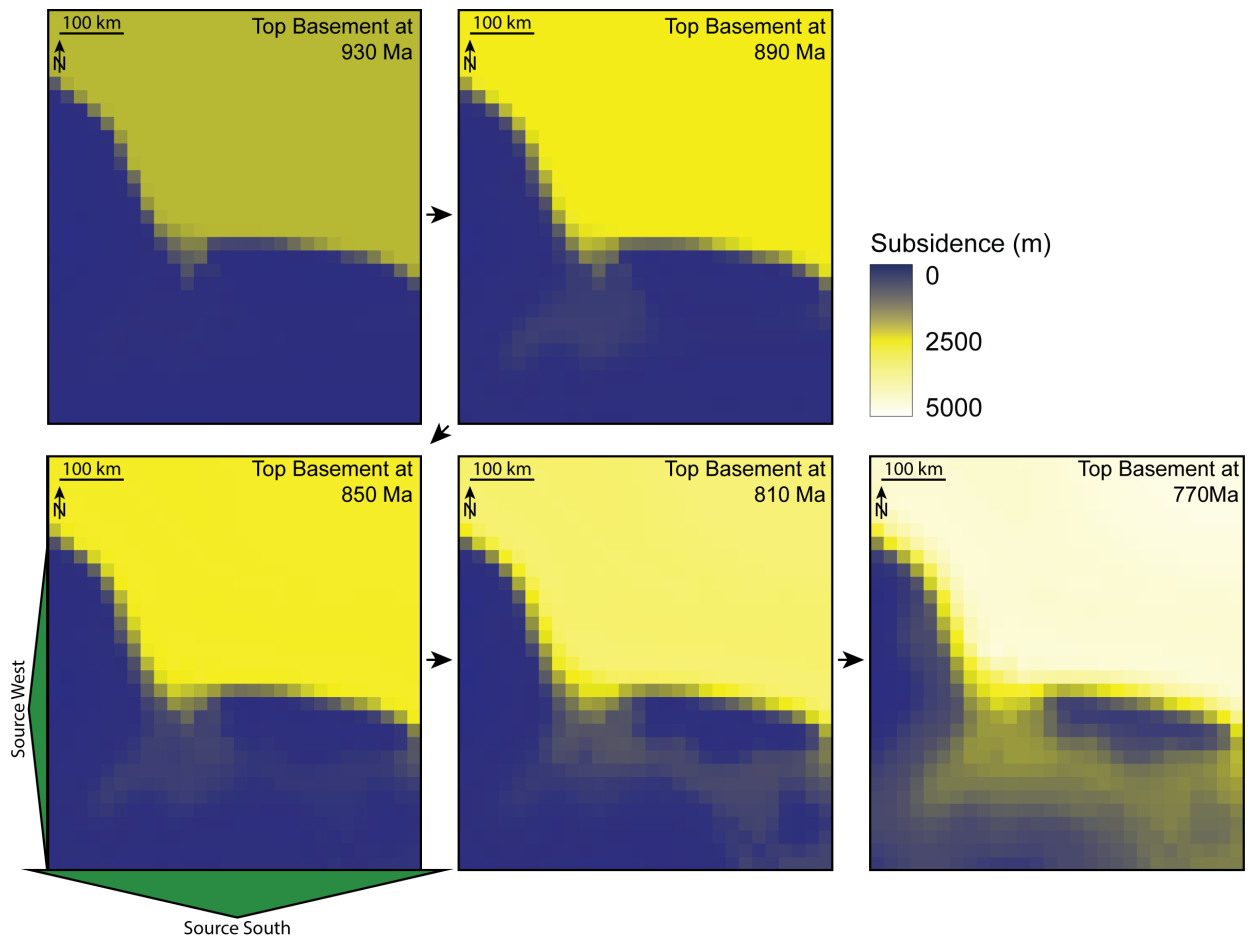 100 km
Top Basement at
930 Ma
N
100 km
Top Basement at
890 Ma
N
Subsidence (m)
0
2500
5000
100 km
Top Basement at
850 Ma
N
100 km
Top Basement at
810 Ma
N
100 km
Top Basement at
770Ma
N
Source West
Source South